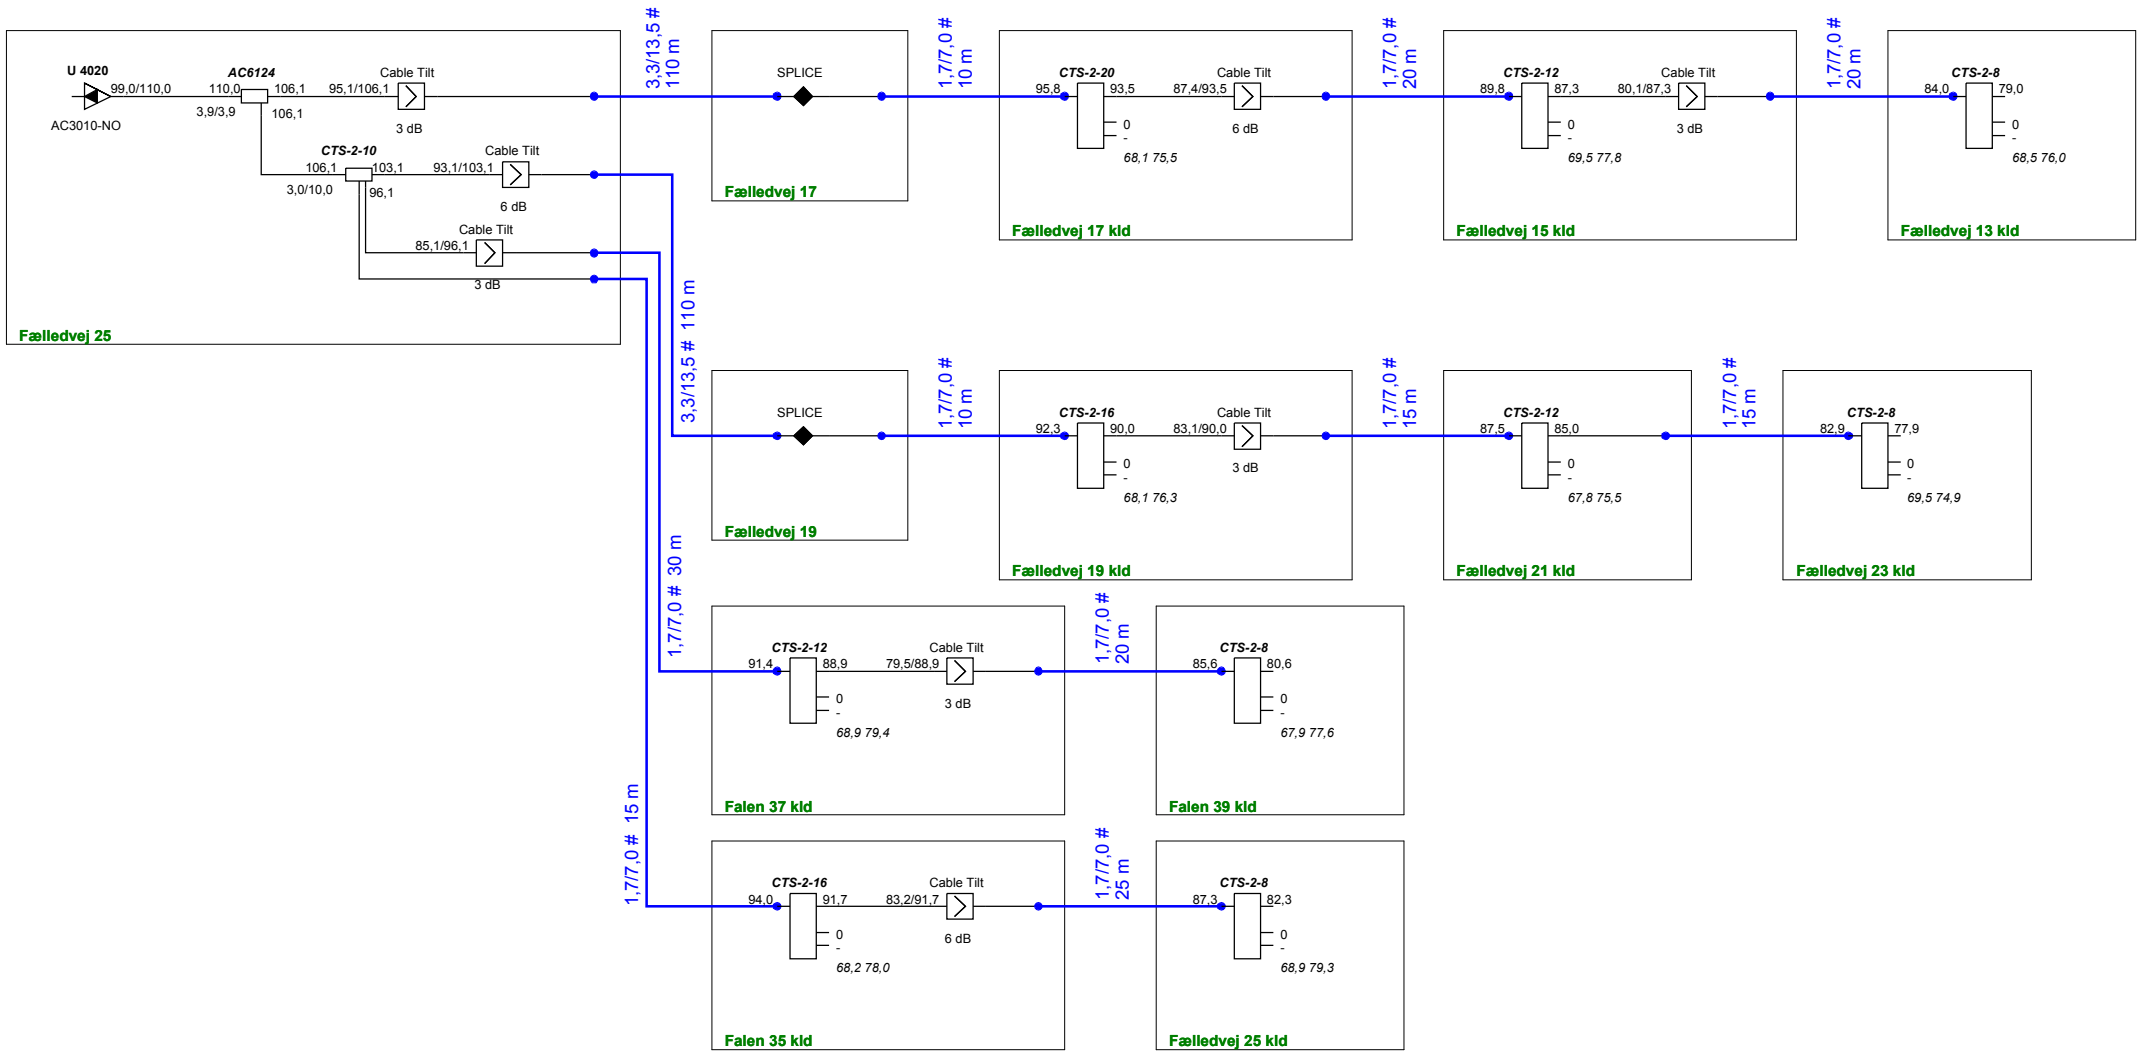 U 4020
99,0/110,0
AC3010-NO
AC6124
110,0
106,1
3,9/3,9
106,1
95,1/106,1
Cable Tilt
3 dB
CTS-2-10
106,1
103,1
3,0/10,0
96,1
93,1/103,1
Cable Tilt
6 dB
Cable Tilt
85,1/96,1
3 dB
Fælledvej 25
3,3/13,5 #
110 m
SPLICE
Fælledvej 17
1,7/7,0 #
10 m
CTS-2-20
95,8
93,5
0
-
68,1 75,5
87,4/93,5
Cable Tilt
6 dB
Fælledvej 17 kld
1,7/7,0 #
20 m
CTS-2-12
89,8
87,3
0
-
69,5 77,8
80,1/87,3
Cable Tilt
3 dB
Fælledvej 15 kld
1,7/7,0 #
20 m
CTS-2-8
84,0
79,0
0
-
68,5 76,0
Fælledvej 13 kld
3,3/13,5 # 110 m
SPLICE
Fælledvej 19
1,7/7,0 #
10 m
CTS-2-16
92,3
90,0
0
-
68,1 76,3
83,1/90,0
Cable Tilt
3 dB
Fælledvej 19 kld
1,7/7,0 #
15 m
CTS-2-12
87,5
85,0
0
-
67,8 75,5
Fælledvej 21 kld
1,7/7,0 #
15 m
CTS-2-8
82,9
77,9
0
-
69,5 74,9
Fælledvej 23 kld
1,7/7,0 # 30 m
CTS-2-12
91,4
88,9
0
-
68,9 79,4
79,5/88,9
Cable Tilt
3 dB
Falen 37 kld
1,7/7,0 #
20 m
CTS-2-8
85,6
80,6
0
-
67,9 77,6
Falen 39 kld
1,7/7,0 # 15 m
CTS-2-16
94,0
91,7
0
-
68,2 78,0
83,2/91,7
Cable Tilt
6 dB
Falen 35 kld
1,7/7,0 #
25 m
CTS-2-8
87,3
82,3
0
-
68,9 79,3
Fælledvej 25 kld